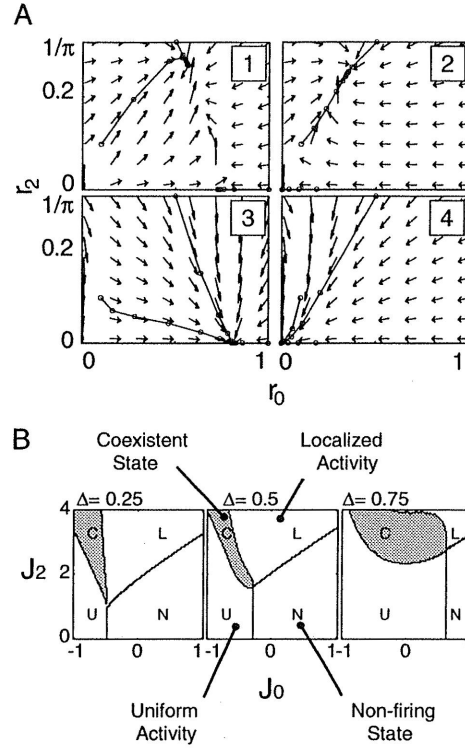 A
1/π
1
2
0.2
r₂
0
1/π
3
4
0.2
0
0
1
0
1
r₀
B
Coexistent
State
Localized
Activity
Δ= 0.25
Δ= 0.5
Δ= 0.75
4
C
L
C
L
C
L
J₂
2
U
N
U
N
U
N
0
-1
0
1-1
0
1-1
0
1
J₀
Uniform
Activity
Non-firing
State